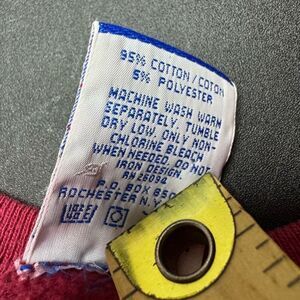 95% COTTON/COTON
5% POLYESTER
MACHINE WASH WARM
SEPARATELY, TUMBLE
DRY LOW, ONLY NON-
CHLORINE BLEACH
WHEN NEEDED, DO NOT
IRON DESIGN.
RN 26094
P.O. BOX 850
ROCHESTER N.Y.